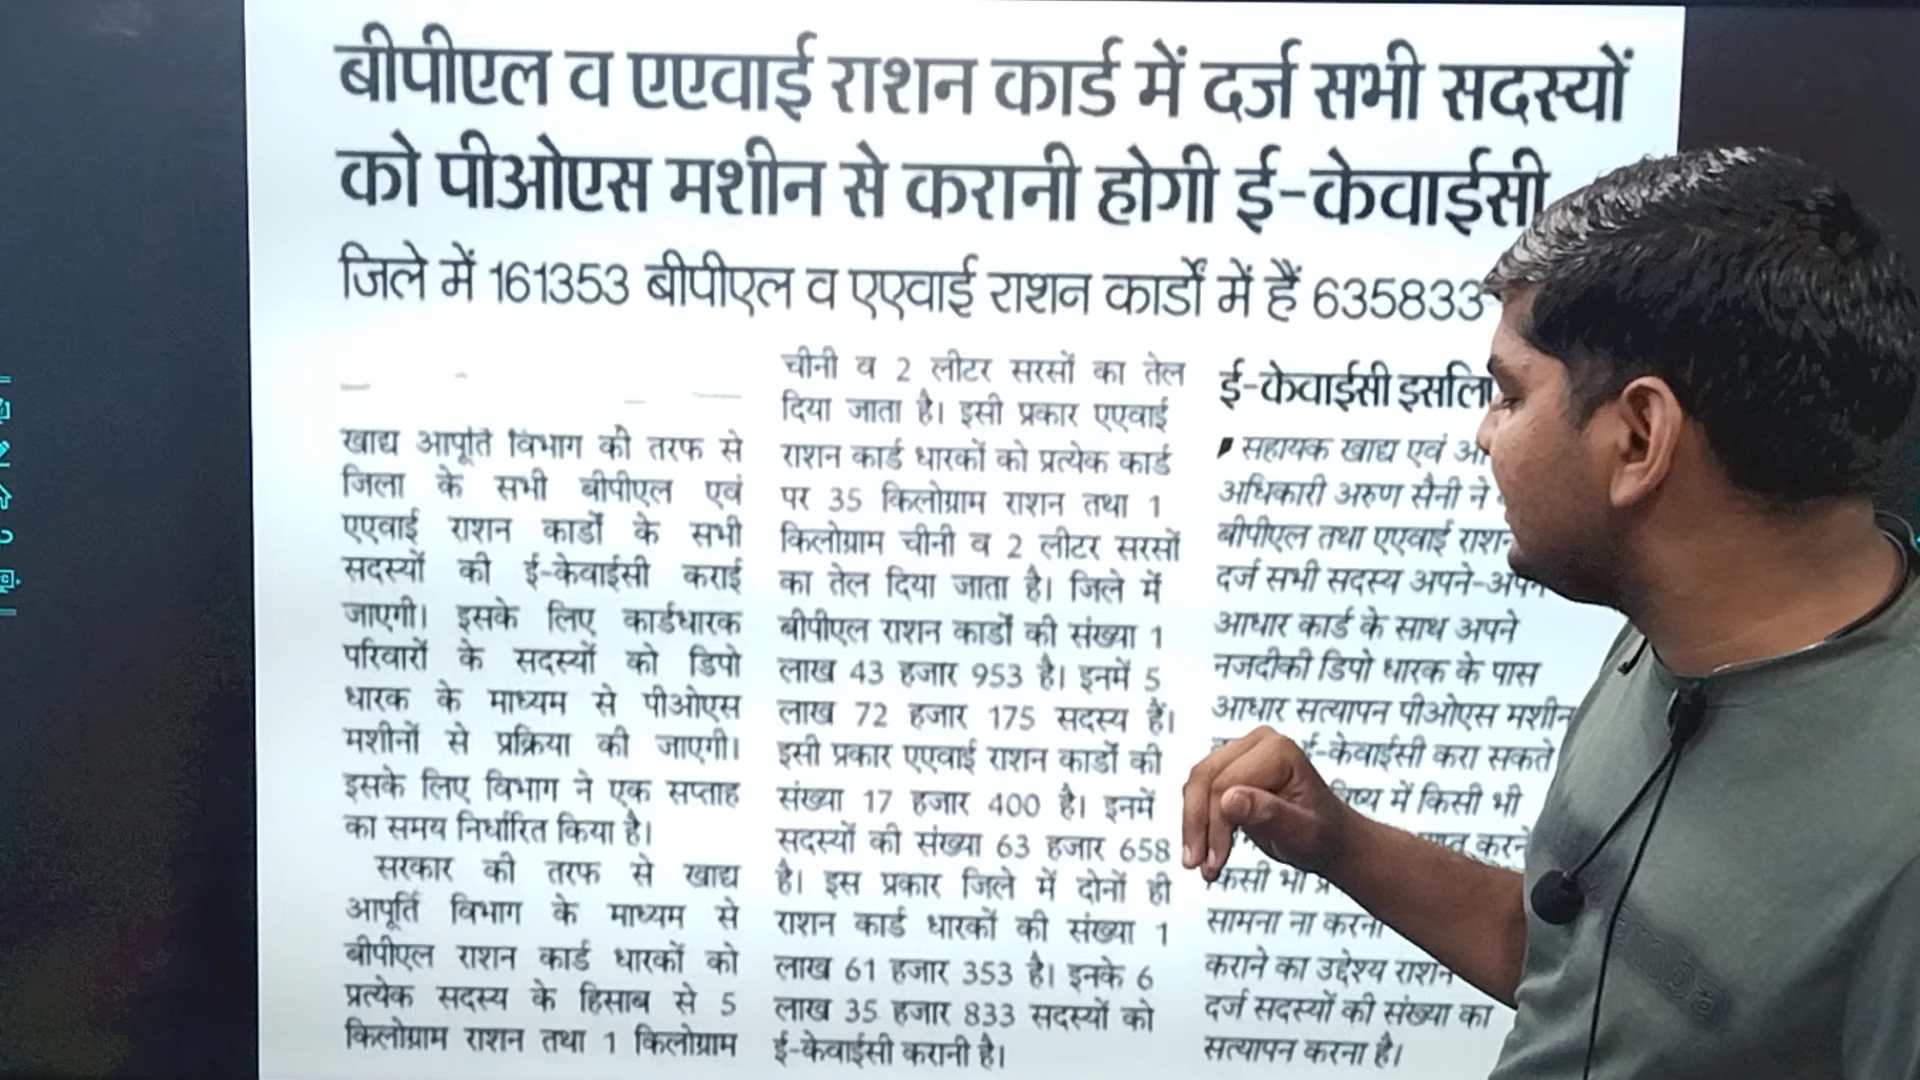 बीपीएल व एएवाई राशन कार्ड में दर्ज सभी सदस्यों
को पीओएस मशीन से करानी होगी ई-केवाईसी
जिले में 161353 बीपीएल व एएवाई राशन कार्डों में हैं 635833
खाद्य आपूर्ति विभाग की तरफ से
जिला के सभी बीपीएल एवं
एएवाई राशन कार्डों के सभी
सदस्यों की ई-केवाईसी कराई
जाएगी। इसके लिए कार्डधारक
परिवारों के सदस्यों को डिपो
धारक के माध्यम से पीओएस
मशीनों से प्रक्रिया की जाएगी।
इसके लिए विभाग ने एक सप्ताह
का समय निर्धारित किया है।
सरकार की तरफ से खाद्य
आपूर्ति विभाग के माध्यम से
बीपीएल राशन कार्ड धारकों को
प्रत्येक सदस्य के हिसाब से 5
किलोग्राम राशन तथा 1 किलोग्राम
चीनी व 2 लीटर सरसों का तेल
दिया जाता है। इसी प्रकार एएवाई
राशन कार्ड धारकों को प्रत्येक कार्ड
पर 35 किलोग्राम राशन तथा 1
किलोग्राम चीनी व 2 लीटर सरसों
का तेल दिया जाता है। जिले में
बीपीएल राशन कार्डों की संख्या 1
लाख 43 हजार 953 है। इनमें 5
लाख 72 हजार 175 सदस्य हैं।
इसी प्रकार एएवाई राशन कार्डों की
संख्या 17 हजार 400 है। इनमें
सदस्यों की संख्या 63 हजार 658
है। इस प्रकार जिले में दोनों ही
राशन कार्ड धारकों की संख्या 1
लाख 61 हजार 353 है। इनके 6
लाख 35 हजार 833 सदस्यों को
ई-केवाईसी करानी है।
ई-केवाईसी
सहायक खाद्य एवं
अधिकारी अरुण सैनी ने
बीपीएल तथा एएवाई
दर्ज सभी सदस्य
आधार कार्ड के साथ अपने
नजदीकी डिपो धारक के पास
आधार सत्यापन पीओएस मशीन
ई-केवाईसी करा सकते
में किसी भी
करने
किसी भी
सामना ना करना
कराने का उद्देश्य राशन
दर्ज सदस्यों की संख्या का
सत्यापन करना है।